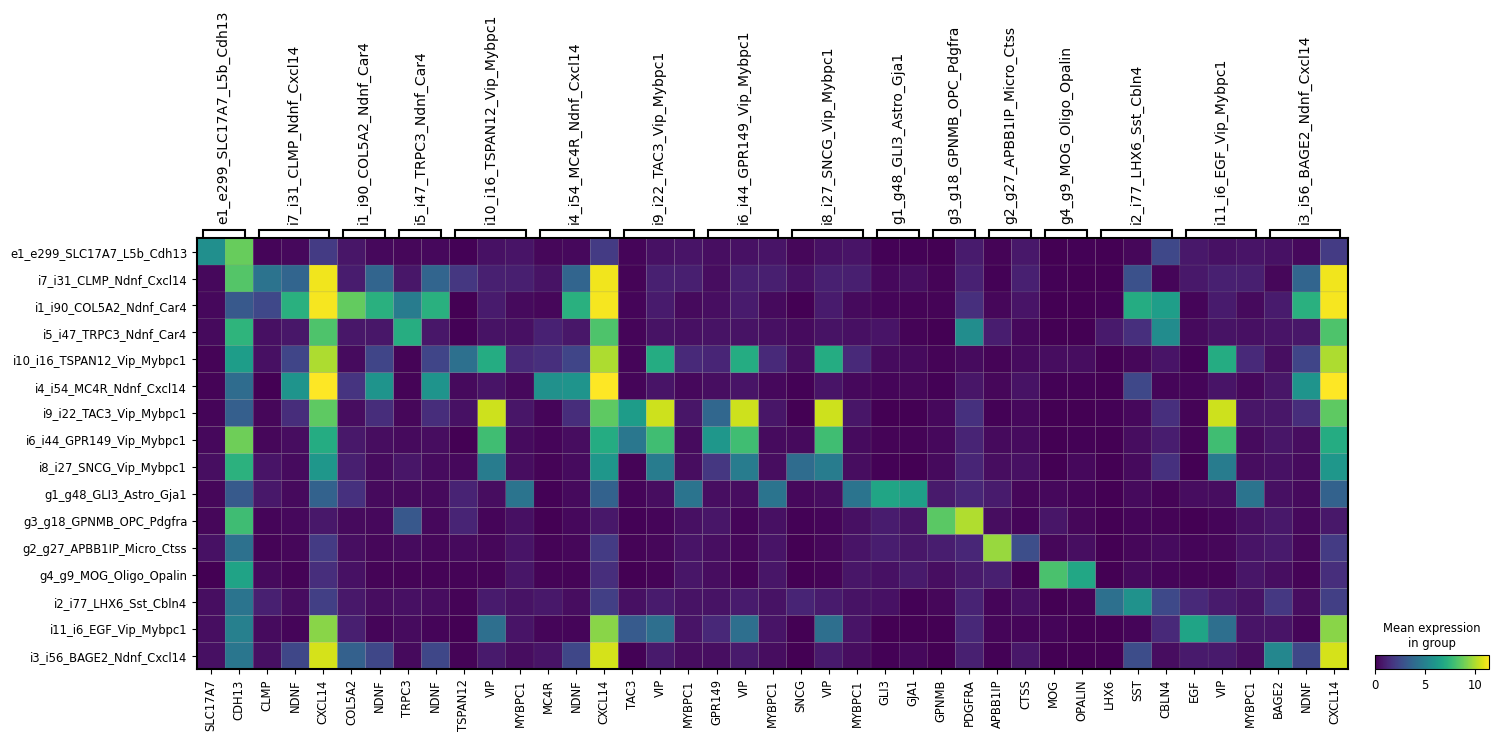 e1_e299_SLC17A7_L5b_Cdh13
i7_i31_CLMP_Ndnf_Cxcl14
i1_i90_COL5A2_Ndnf_Car4
i5_i47_TRPC3_Ndnf_Car4
i10_i16_TSPAN12_Vip_Mybpc1
i4_i54_MC4R_Ndnf_Cxcl14
i9_i22_TAC3_Vip_Mybpc1
i6_i44_GPR149_Vip_Mybpc1
i8_i27_SNCG_Vip_Mybpc1
g1_g48_GLI3_Astro_Gja1
g3_g18_GPNMB_OPC_Pdgfra
g2_g27_APBB1IP_Micro_Ctss
g4_g9_MOG_Oligo_Opalin
i2_i77_LHX6_Sst_Cbln4
i11_i6_EGF_Vip_Mybpc1
i3_i56_BAGE2_Ndnf_Cxcl14
e1_e299_SLC17A7_L5b_Cdh13
i7_i31_CLMP_Ndnf_Cxcl14
i1_i90_COL5A2_Ndnf_Car4
i5_i47_TRPC3_Ndnf_Car4
i10_i16_TSPAN12_Vip_Mybpc1
i4_i54_MC4R_Ndnf_Cxcl14
i9_i22_TAC3_Vip_Mybpc1
i6_i44_GPR149_Vip_Mybpc1
i8_i27_SNCG_Vip_Mybpc1
g1_g48_GLI3_Astro_Gja1
g3_g18_GPNMB_OPC_Pdgfra
g2_g27_APBB1IP_Micro_Ctss
g4_g9_MOG_Oligo_Opalin
i2_i77_LHX6_Sst_Cbln4
i11_i6_EGF_Vip_Mybpc1
i3_i56_BAGE2_Ndnf_Cxcl14
SLC17A7
CDH13
CLMP
NDNF
CXCL14
COL5A2
NDNF
TRPC3
NDNF
TSPAN12
VIP
MYBPC1
MC4R
NDNF
CXCL14
TAC3
VIP
MYBPC1
GPR149
VIP
MYBPC1
SNCG
VIP
MYBPC1
GLI3
GJA1
GPNMB
PDGFRA
APBB1IP
CTSS
MOG
OPALIN
LHX6
SST
CBLN4
EGF
VIP
MYBPC1
BAGE2
NDNF
CXCL14
Mean expression
in group
0 5 10